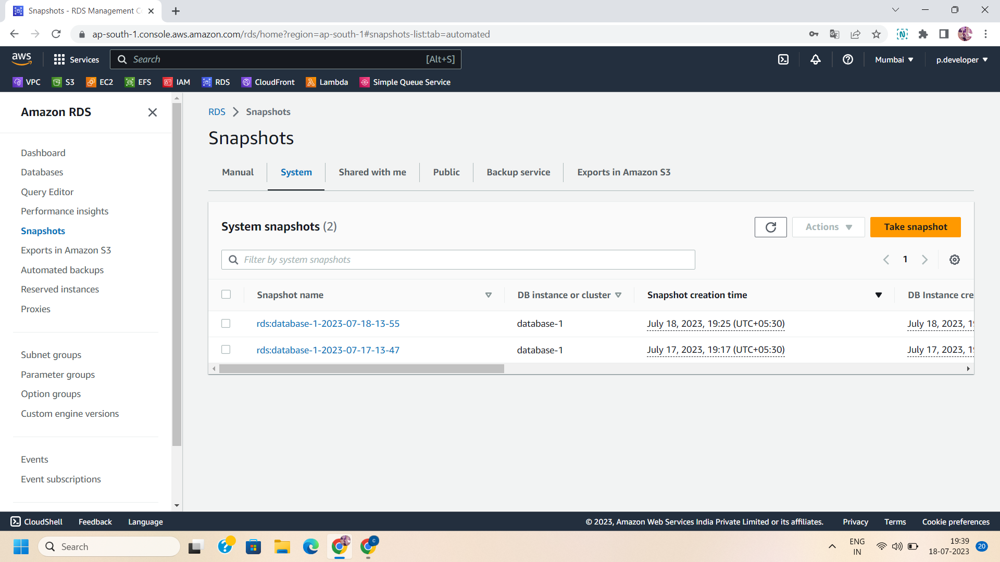 Snapshots - RDS Management Co
ap-south-1.console.aws.amazon.com/rds/home?region=ap-south-1#snapshots-list:tab=automated
aws Services Search [Alt+S] Mumbai p.developer
VPC S3 EC2 EFS IAM RDS CloudFront Lambda Simple Queue Service
Amazon RDS
Dashboard
Databases
Query Editor
Performance insights
Snapshots
Exports in Amazon S3
Automated backups
Reserved instances
Proxies
Subnet groups
Parameter groups
Option groups
Custom engine versions
Events
Event subscriptions
RDS Snapshots
Snapshots
Manual System Shared with me Public Backup service Exports in Amazon S3
System snapshots (2) Actions Take snapshot
Filter by system snapshots 1
Snapshot name DB instance or cluster Snapshot creation time DB Instance cre
rds:database-1-2023-07-18-13-55 database-1 July 18, 2023, 19:25 (UTC+05:30) July 18, 2023, 19
rds:database-1-2023-07-17-13-47 database-1 July 17, 2023, 19:17 (UTC+05:30) July 17, 2023, 19
CloudShell Feedback Language © 2023, Amazon Web Services India Private Limited or its affiliates. Privacy Terms Cookie preferences
Search ENG 19:39
IN 18-07-2023 20